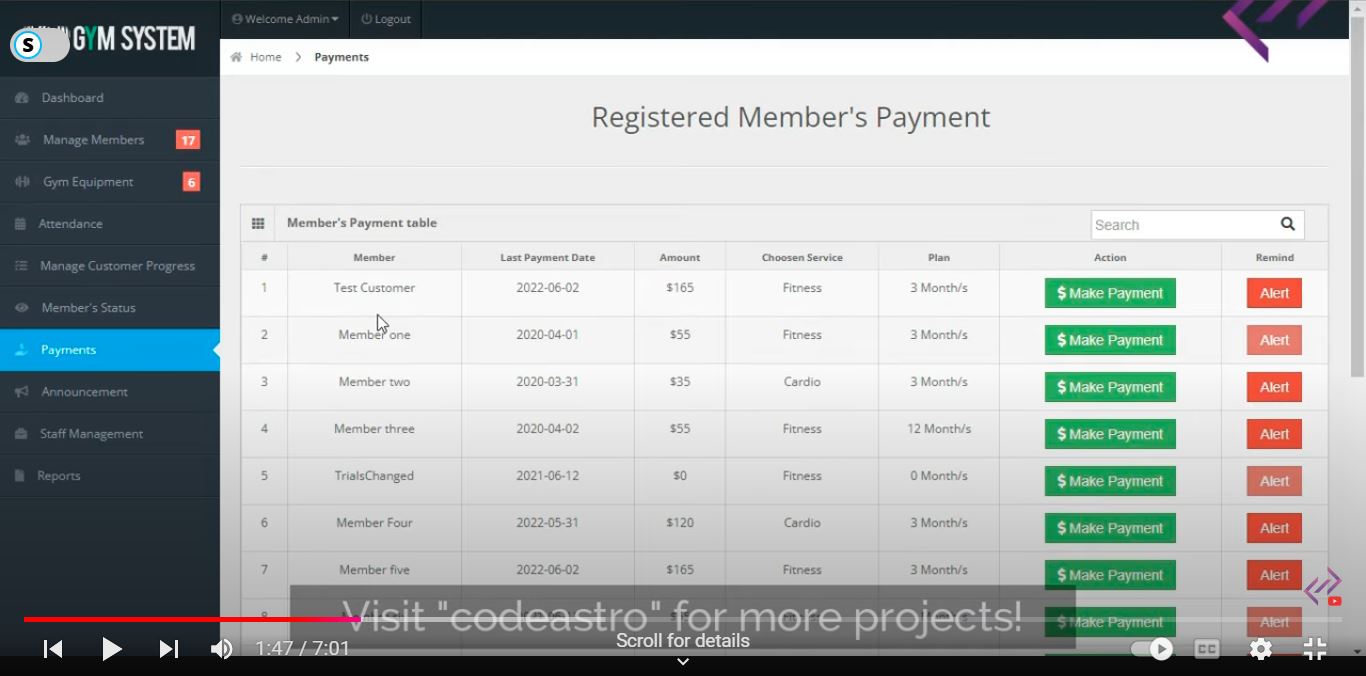 Welcome Admin
Logout
S
GYM SYSTEM
Home > Payments
Dashboard
Manage Members 17
Gym Equipment 6
Attendance
Manage Customer Progress
Member's Status
Payments
Announcement
Staff Management
Reports
Registered Member's Payment
Member's Payment table
Search
# Member Last Payment Date Amount Choosen Service Plan Action Remind
1 Test Customer 2022-06-02 $165 Fitness 3 Month/s $ Make Payment Alert
2 Member one 2020-04-01 $55 Fitness 3 Month/s $ Make Payment Alert
3 Member two 2020-03-31 $35 Cardio 3 Month/s $ Make Payment Alert
4 Member three 2020-04-02 $55 Fitness 12 Month/s $ Make Payment Alert
5 TrialsChanged 2021-06-12 $0 Fitness 0 Month/s $ Make Payment Alert
6 Member Four 2022-05-31 $120 Cardio 3 Month/s $ Make Payment Alert
7 Member five 2022-06-02 $165 Fitness 3 Month/s $ Make Payment Alert
8 $ Make Payment Alert
Visit "codeastro" for more projects!
Scroll for details
1:47 / 7:01
CC